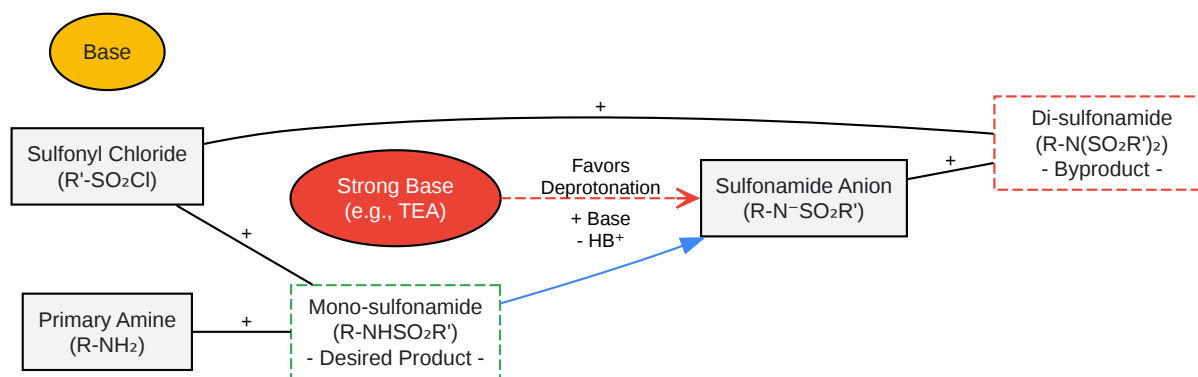 Base
+
Sulfonyl Chloride
(R'-SO₂Cl)
Strong Base
(e.g., TEA)
Favors
Deprotonation
+ Base
- HB⁺
Sulfonamide Anion
(R-N⁻SO₂R')
+
Di-sulfonamide
(R-N(SO₂R')₂)
- Byproduct -
+
Primary Amine
(R-NH₂)
+
Mono-sulfonamide
(R-NHSO₂R')
- Desired Product -